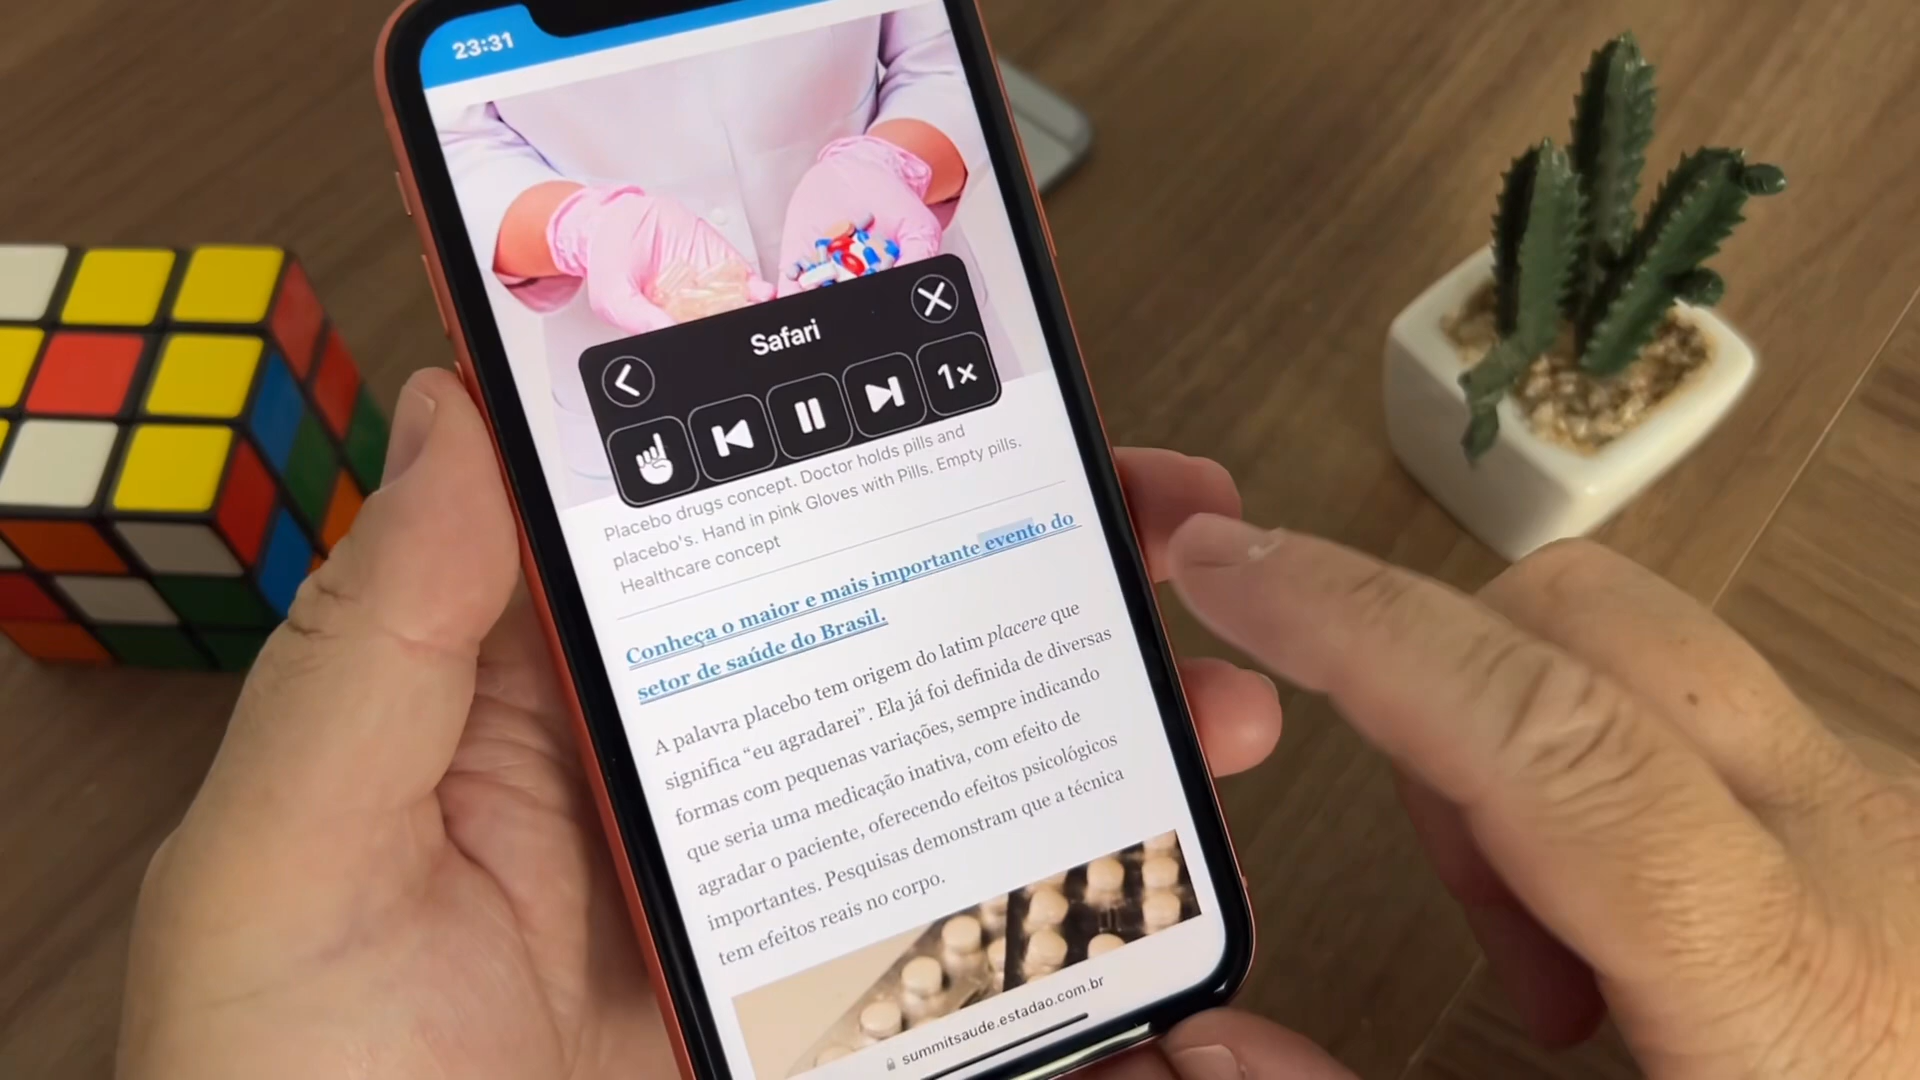 23:31
Safari
1×
Placebo drugs concept. Doctor holds pills and
placebo's. Hand in pink Gloves with Pills. Empty pills.
Healthcare concept
Conheça o maior e mais importante evento do
setor de saúde do Brasil.
A palavra placebo tem origem do latim placere que
significa “eu agradarei”. Ela já foi definida de diversas
formas com pequenas variações, sempre indicando
que seria uma medicação inativa, com efeito de
agradar o paciente, oferecendo efeitos psicológicos
importantes. Pesquisas demonstram que a técnica
tem efeitos reais no corpo.
summitsaude.estadao.com.br